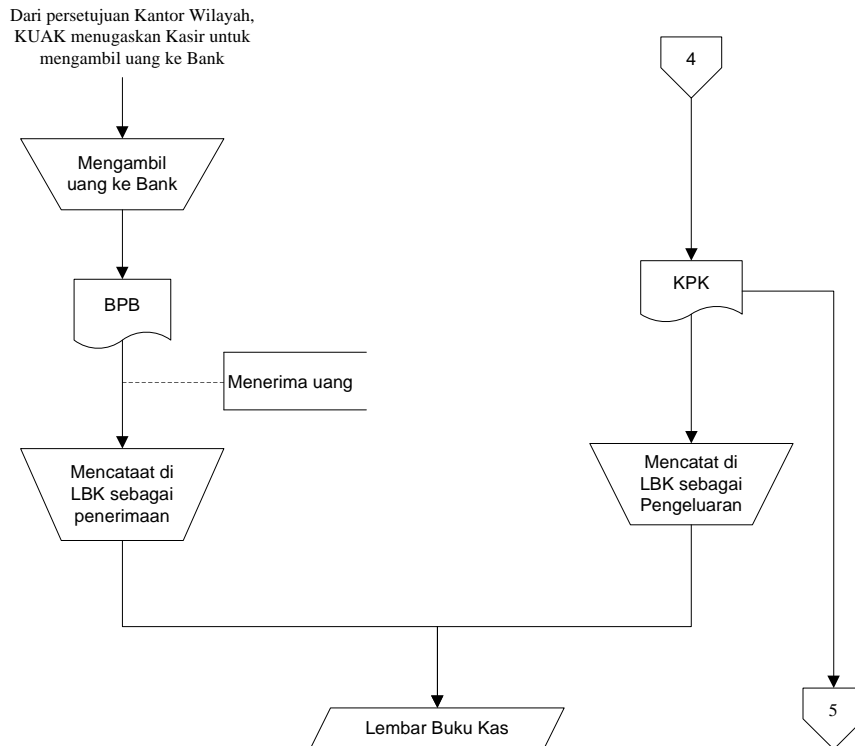 Dari persetujuan Kantor Wilayah,
KUAK menugaskan Kasir untuk
mengambil uang ke Bank
4
Mengambil
uang ke Bank
KPK
BPB
Menerima uang
Mencataat di
LBK sebagai
penerimaan
Mencatat di
LBK sebagai
Pengeluaran
Lembar Buku Kas
5